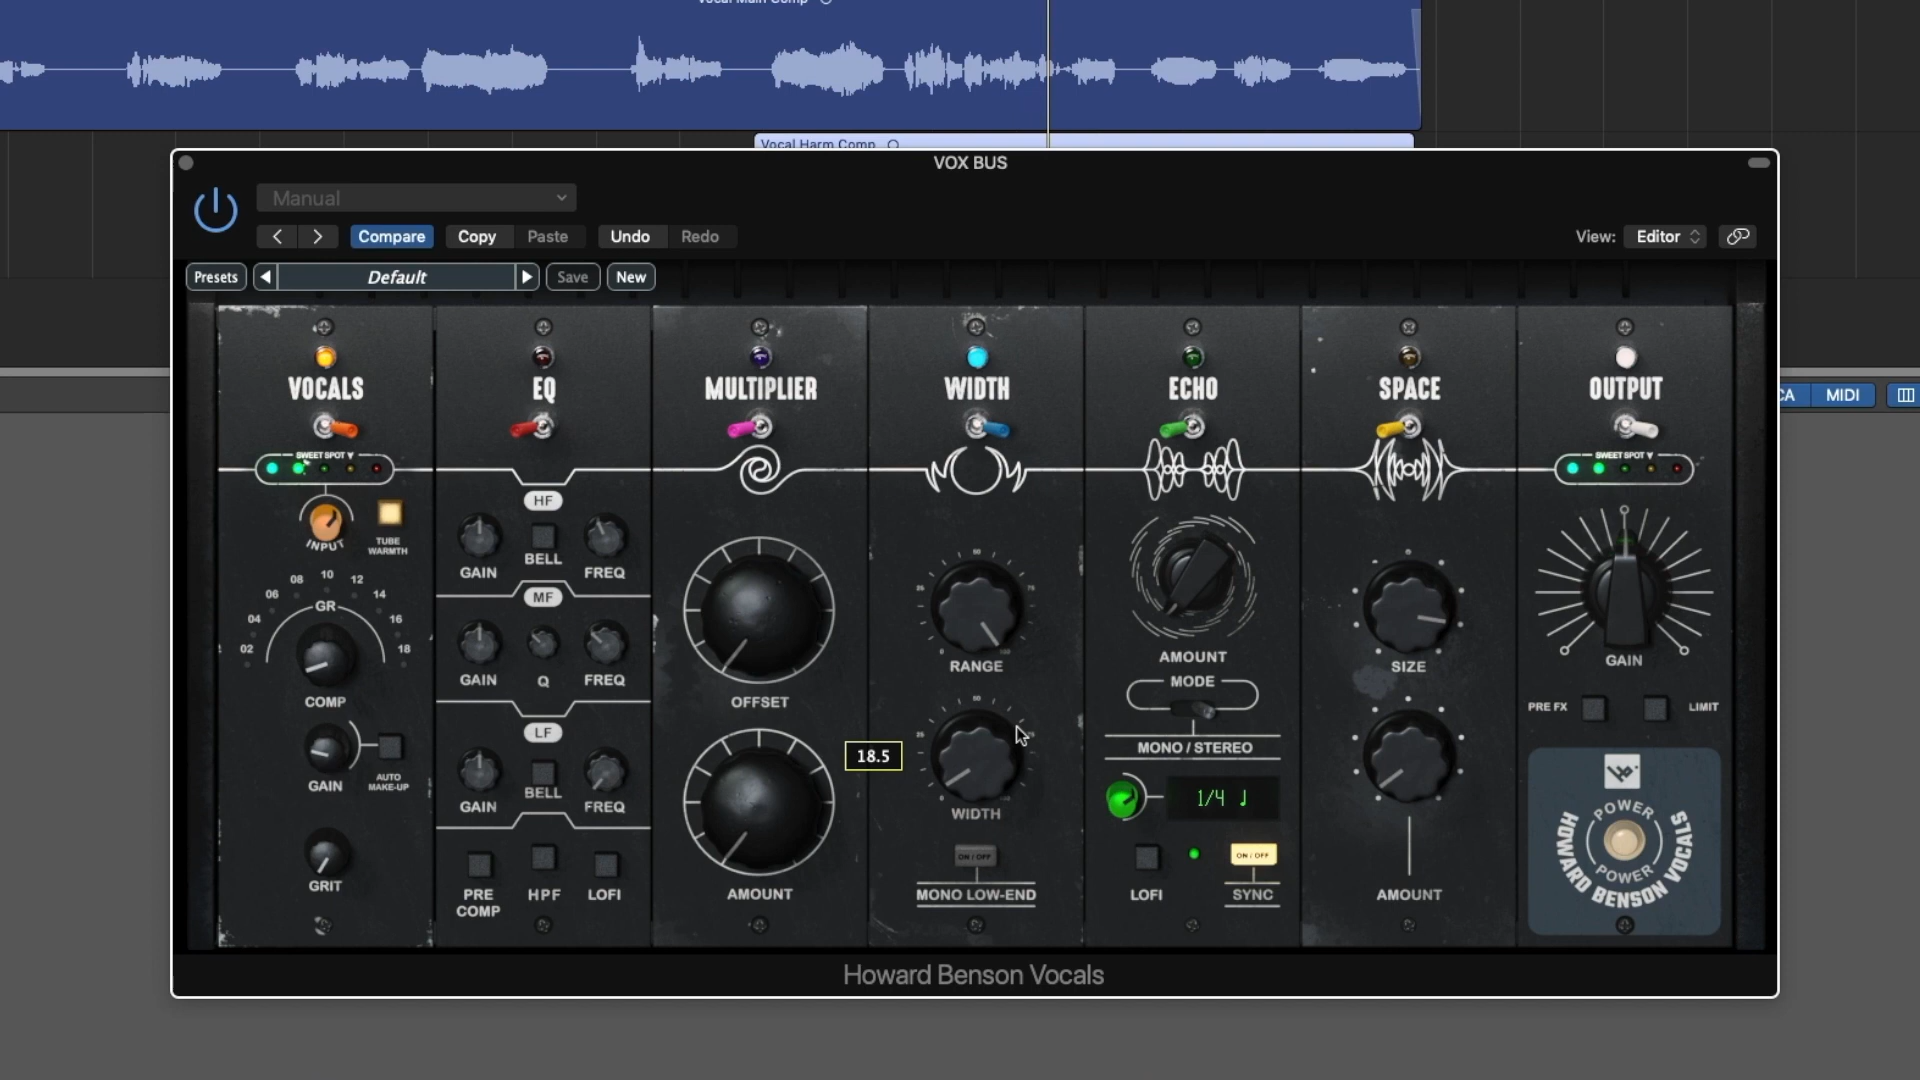 Vocal Main Comp
Vocal Harm Comp
VOX BUS
Manual
Compare Copy Paste Undo Redo
View: Editor
Presets Default Save New
CA MIDI
VOCALS EQ MULTIPLIER WIDTH ECHO SPACE OUTPUT
SWEET SPOT
INPUT
TUBE
WARMTH
02 04 06 08 10 12 14 16 18
GR
COMP
GAIN
AUTO
MAKE-UP
GRIT
HF
GAIN BELL FREQ
MF
GAIN Q FREQ
LF
GAIN BELL FREQ
PRE
COMP
HPF LOFI
OFFSET
AMOUNT
18.5
RANGE
WIDTH
ON / OFF
MONO LOW-END
AMOUNT
MODE
MONO / STEREO
1/4
LOFI
ON / OFF
SYNC
SIZE
AMOUNT
SWEET SPOT
GAIN
PRE FX LIMIT
POWER
POWER
HOWARD BENSON VOCALS
Howard Benson Vocals